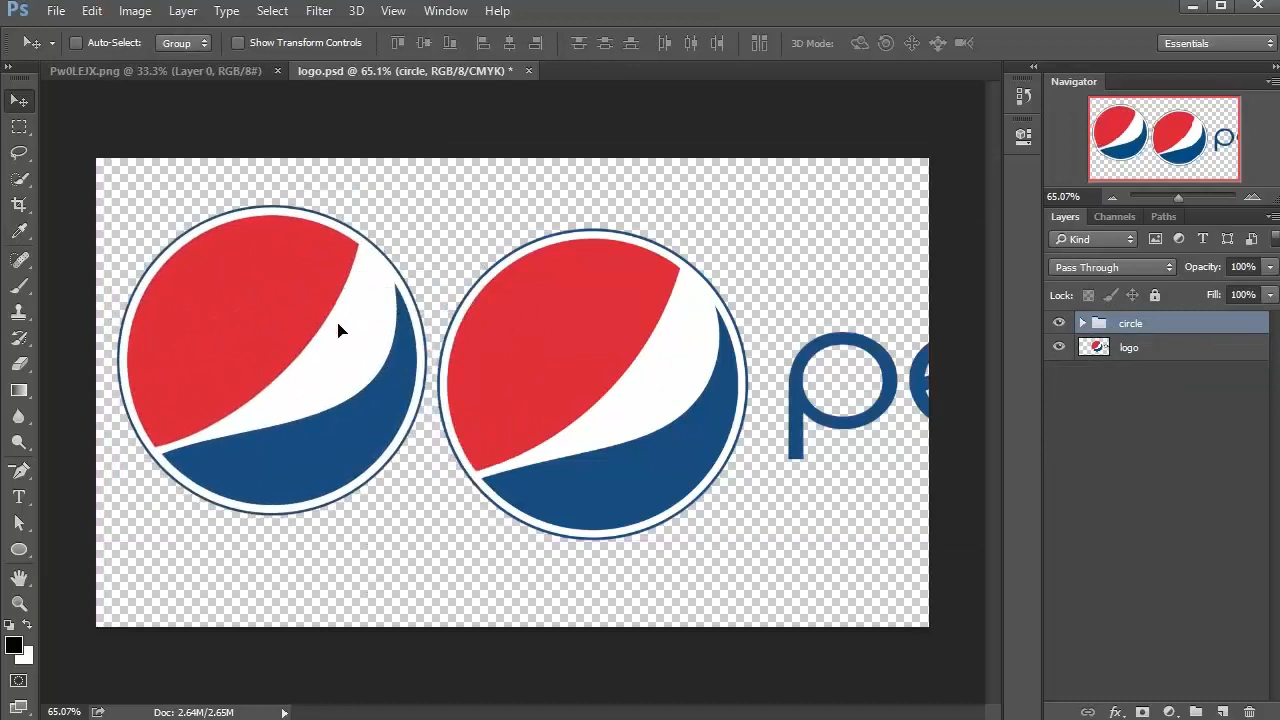 Ps File Edit Image Layer Type Select Filter 3D View Window Help
Auto-Select: Group Show Transform Controls 3D Mode: Essentials
Pw0LEJX.png @ 33.3% (Layer 0, RGB/8#) × logo.psd @ 65.1% (circle, RGB/8/CMYK) * ×
Navigator
65.07%
Layers Channels Paths
Kind
Pass Through Opacity: 100%
Lock: Fill: 100%
circle
logo
pe
65.07% Doc: 2.64M/2.65M